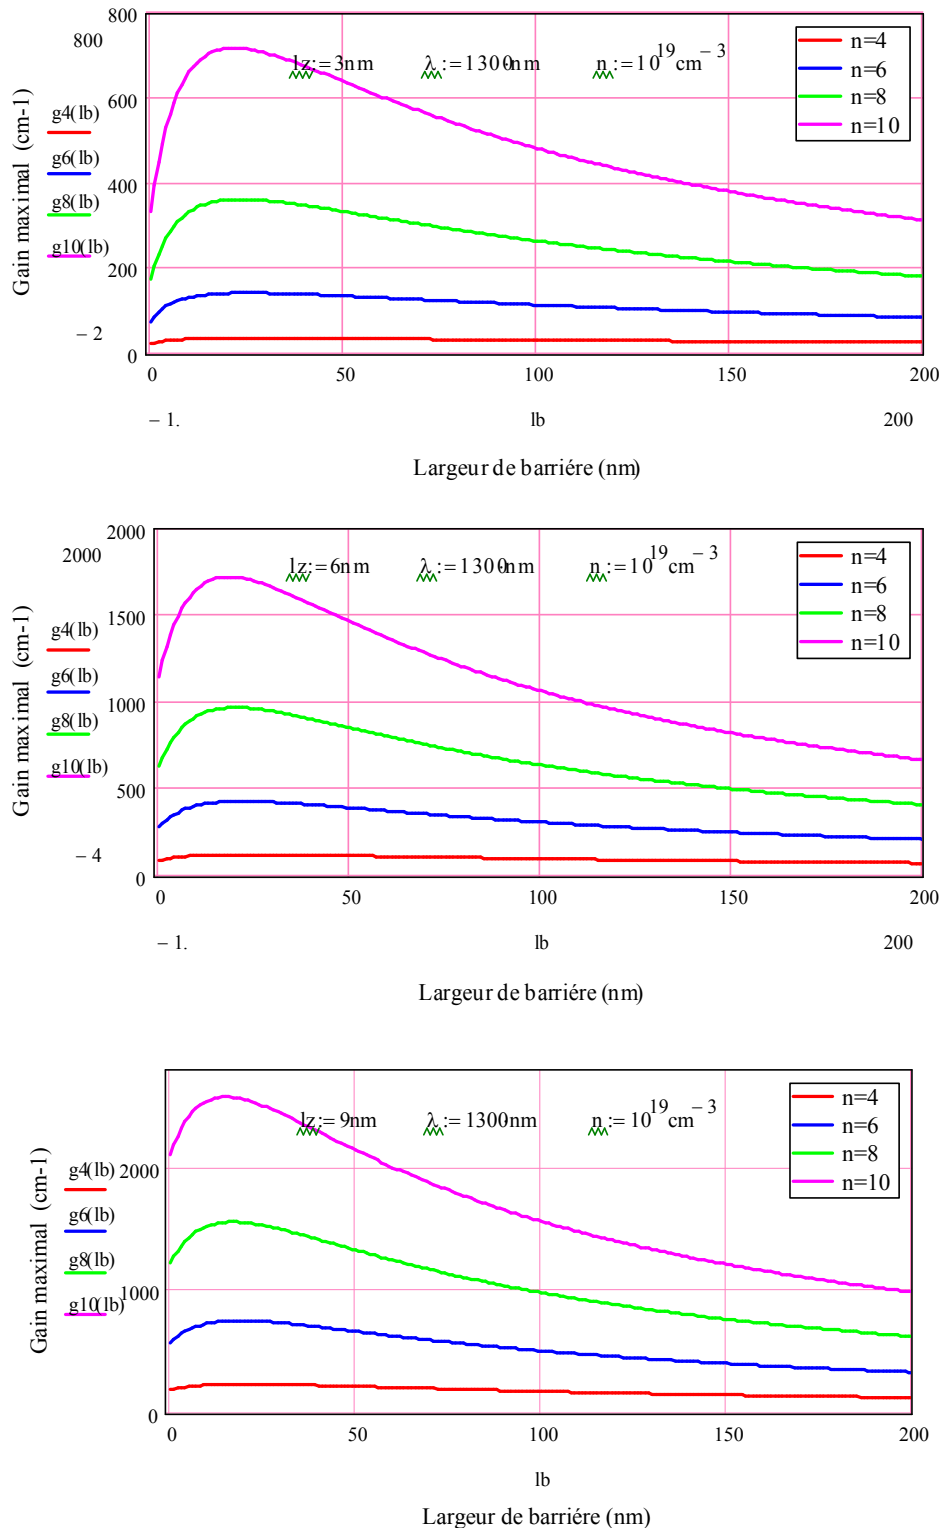 800
800
lz:= 3nm λ:= 1300nm n:= 10^19 cm^−3
n=4
n=6
n=8
n=10
600
g4(lb)
g6(lb)
g8(lb)
g10(lb)
Gain maximal (cm-1)
400
200
− 2
0
0 50 100 150 200
− 1. lb 200
Largeur de barriére (nm)
2000
2000
lz:= 6nm λ:= 1300nm n:= 10^19 cm^−3
n=4
n=6
n=8
n=10
1500
g4(lb)
g6(lb)
g8(lb)
g10(lb)
Gain maximal (cm-1)
1000
500
− 4
0
0 50 100 150 200
− 1. lb 200
Largeur de barriére (nm)
lz:= 9nm λ:= 1300nm n:= 10^19 cm^−3
n=4
n=6
n=8
n=10
2000
g4(lb)
g6(lb)
g8(lb)
g10(lb)
Gain maximal (cm-1)
1000
0
0 50 100 150 200
lb
Largeur de barriére (nm)